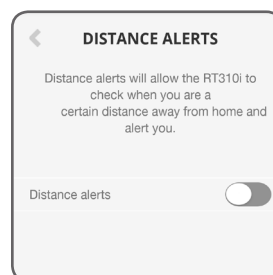 DISTANCE ALERTS
Distance alerts will allow the RT310i to
check when you are a
certain distance away from home and
alert you.
Distance alerts